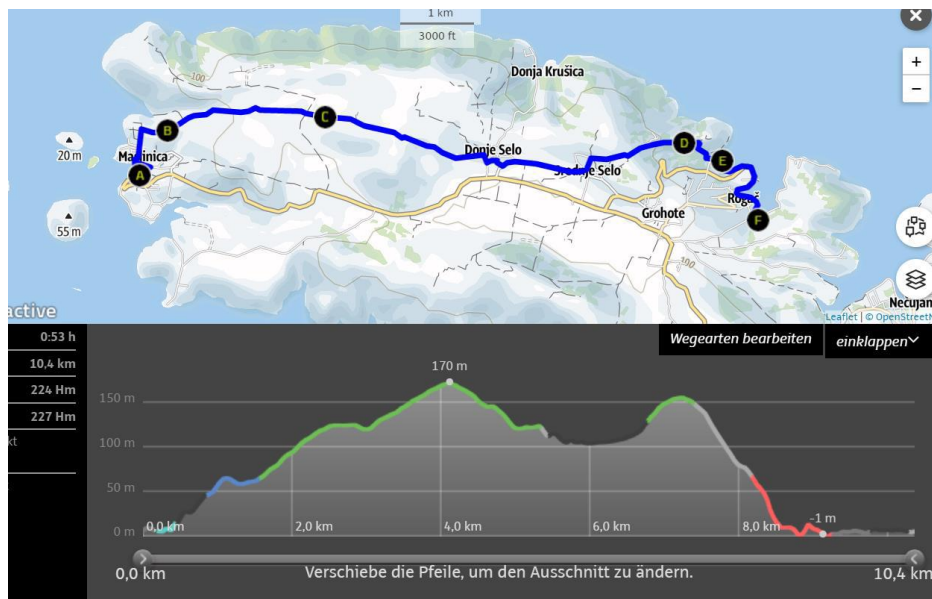 1 km
3000 ft
+
−
100
Donja Krušica
20 m
55 m
A
B
C
D
E
F
Donje Selo
Srednje Selo
Grohote
100
Nečujam
active
Leaflet | © OpenStreetM
0:53 h
10,4 km
224 Hm
227 Hm
kt
Wegearten bearbeiten
einklappen
170 m
150 m
100 m
50 m
0 m
0,0 km
2,0 km
4,0 km
6,0 km
8,0 km
-1 m
0,0 km
Verschiebe die Pfeile, um den Ausschnitt zu ändern.
10,4 km